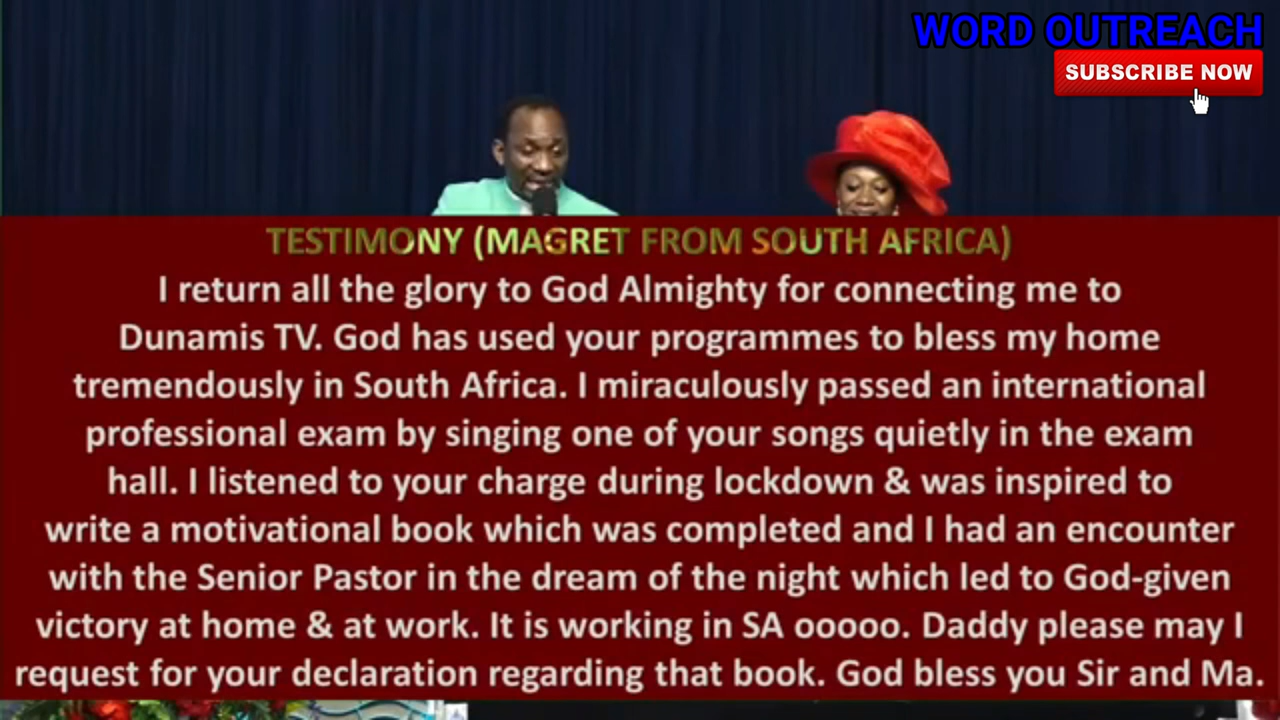 WORD OUTREACH
SUBSCRIBE NOW
TESTIMONY (MAGRET FROM SOUTH AFRICA)
I return all the glory to God Almighty for connecting me to
Dunamis TV. God has used your programmes to bless my home
tremendously in South Africa. I miraculously passed an international
professional exam by singing one of your songs quietly in the exam
hall. I listened to your charge during lockdown & was inspired to
write a motivational book which was completed and I had an encounter
with the Senior Pastor in the dream of the night which led to God-given
victory at home & at work. It is working in SA ooooo. Daddy please may I
request for your declaration regarding that book. God bless you Sir and Ma.